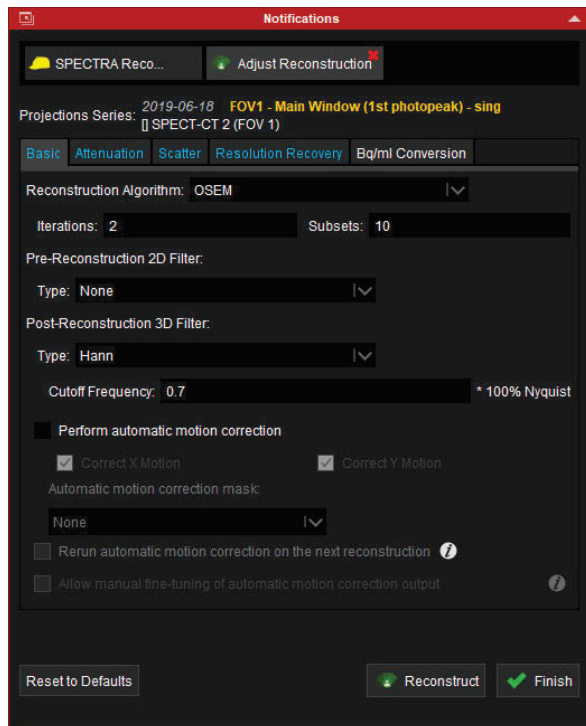 Notifications
SPECTRA Reco... Adjust Reconstruction
Projections Series: 2019-06-18 FOV1 - Main Window (1st photopeak) - sing
[] SPECT-CT 2 (FOV 1)
Basic Attenuation Scatter Resolution Recovery Bq/ml Conversion
Reconstruction Algorithm: OSEM
Iterations: 2 Subsets: 10
Pre-Reconstruction 2D Filter:
Type: None
Post-Reconstruction 3D Filter:
Type: Hann
Cutoff Frequency: 0.7 * 100% Nyquist
Perform automatic motion correction
Correct X Motion Correct Y Motion
Automatic motion correction mask:
None
Rerun automatic motion correction on the next reconstruction i
Allow manual fine-tuning of automatic motion correction output i
Reset to Defaults Reconstruct Finish